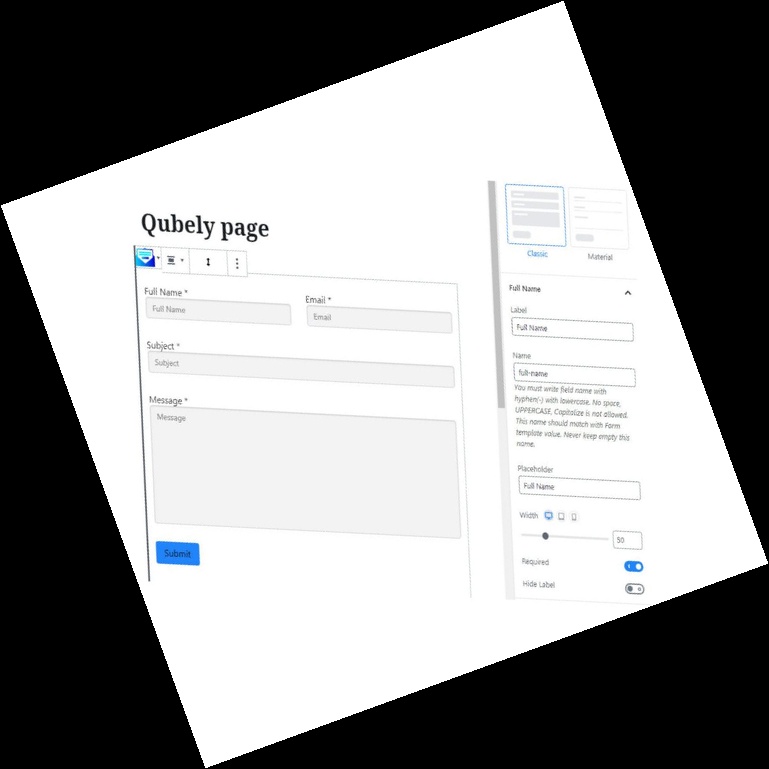 Qubely page
Full Name *
Full Name
Email *
Email
Subject *
Subject
Message *
Message
Submit
Classic
Material
Full Name
Label
Full Name
Name
full-name
You must write field name with
hyphen(-) with lowercase. No space,
UPPERCASE, Capitalize is not allowed.
This name should match with Form
template value. Never keep empty this
name.
Placeholder
Full Name
Width
50
Required
Hide Label